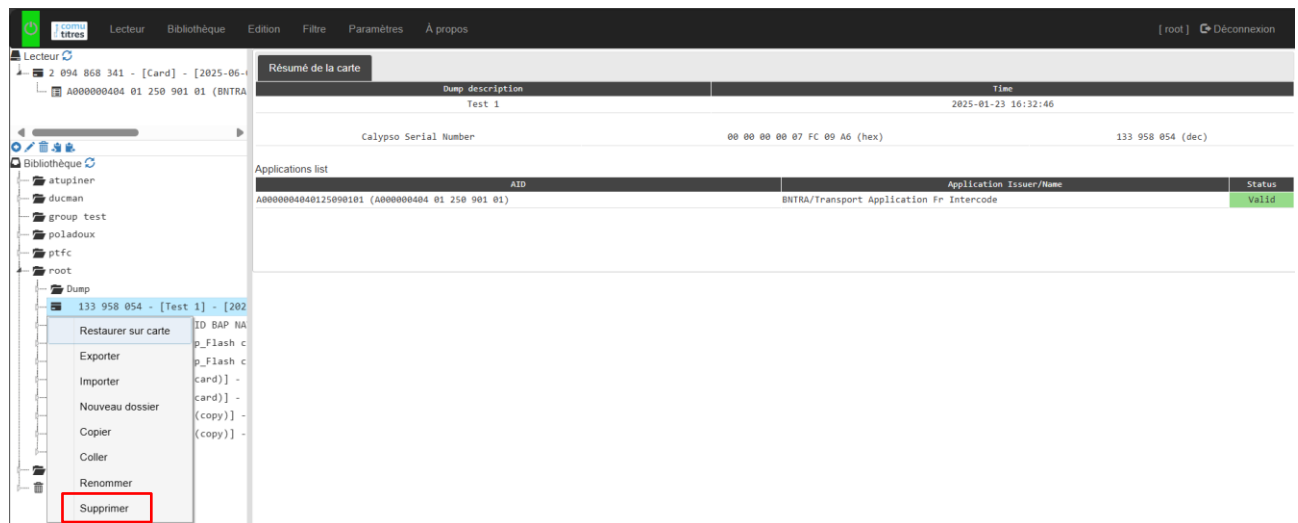 comu titres Lecteur Bibliothèque Edition Filtre Paramètres À propos [ root ] Déconnexion
Lecteur
2 094 868 341 - [Card] - [2025-06-
A000000404 01 250 901 01 (BNTRA
Bibliothèque
atupiner
ducman
group test
poladoux
ptfc
root
Dump
133 958 054 - [Test 1] - [202
ID BAP NA
p_Flash c
p_Flash c
card)] -
card)] -
(copy)] -
(copy)] -
Restaurer sur carte
Exporter
Importer
Nouveau dossier
Copier
Coller
Renommer
Supprimer
Résumé de la carte
Dump description Time
Test 1 2025-01-23 16:32:46
Calypso Serial Number 00 00 00 00 07 FC 09 A6 (hex) 133 958 054 (dec)
Applications list
AID Application Issuer/Name Status
A0000004040125090101 (A000000404 01 250 901 01) BNTRA/Transport Application Fr Intercode Valid